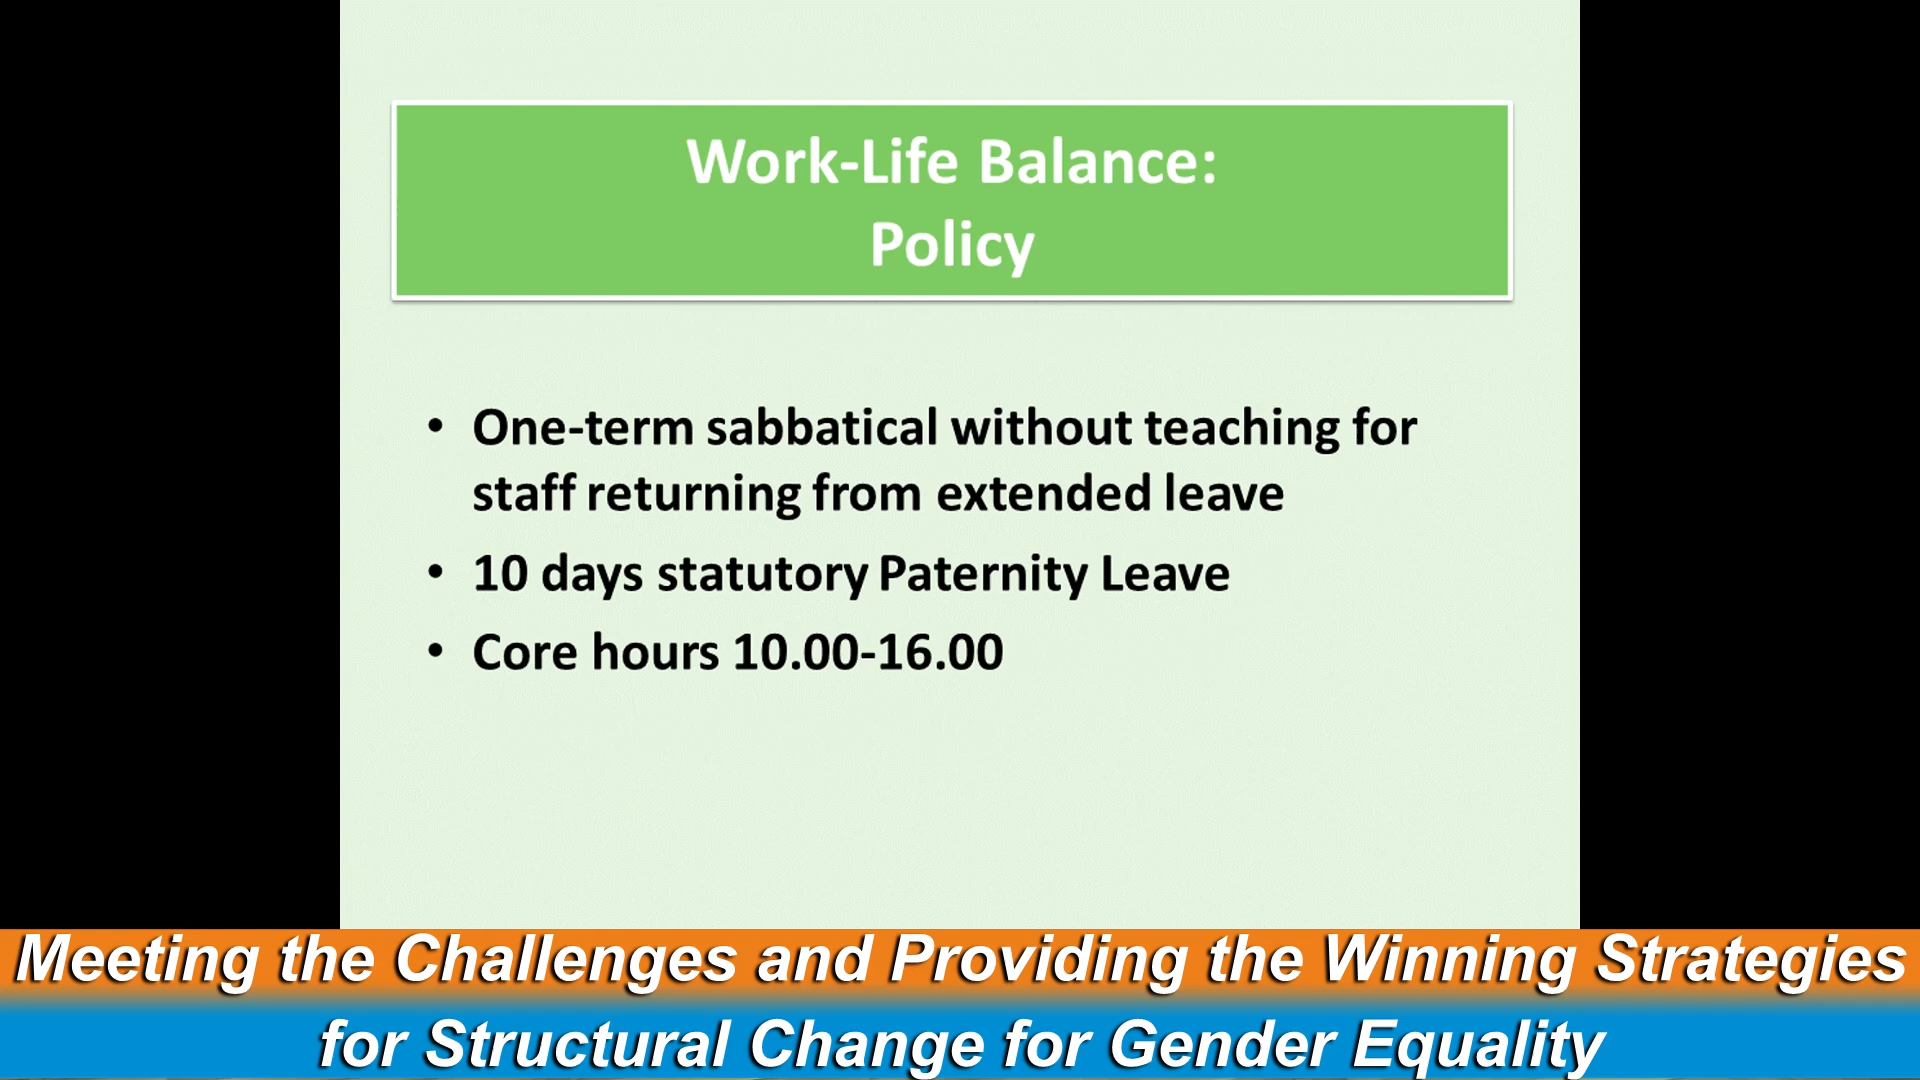 Work-Life Balance:
Policy
• One-term sabbatical without teaching for
staff returning from extended leave
• 10 days statutory Paternity Leave
• Core hours 10.00-16.00
Meeting the Challenges and Providing the Winning Strategies
for Structural Change for Gender Equality